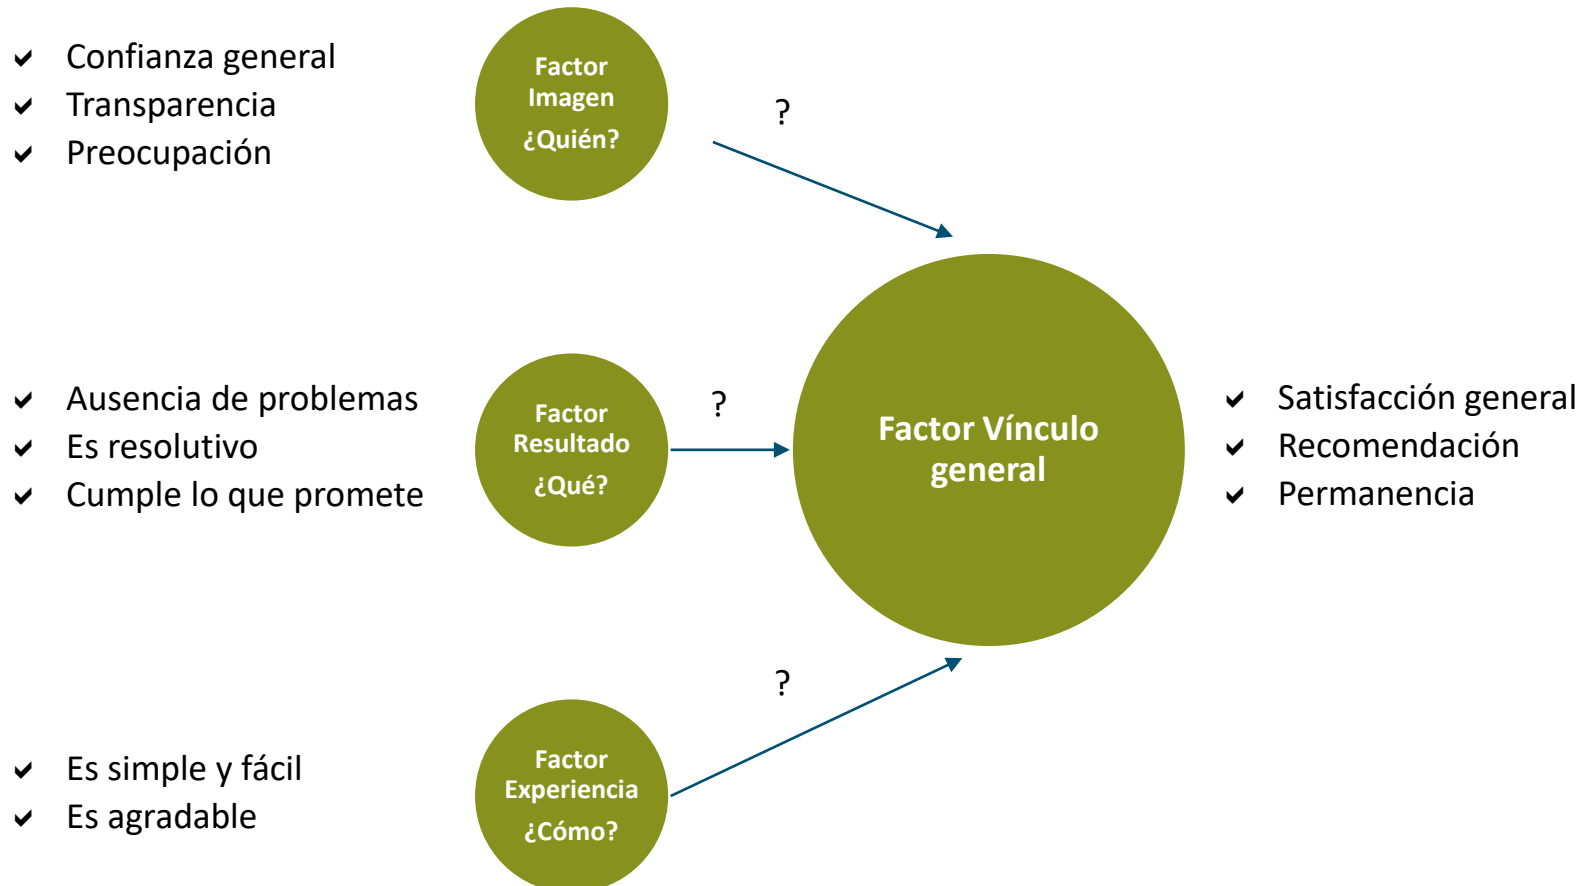 ✔ Confianza general
✔ Transparencia
✔ Preocupación
Factor
Imagen
¿Quién?
?
✔ Ausencia de problemas
✔ Es resolutivo
✔ Cumple lo que promete
Factor
Resultado
¿Qué?
?
Factor Vínculo
general
✔ Satisfacción general
✔ Recomendación
✔ Permanencia
?
✔ Es simple y fácil
✔ Es agradable
Factor
Experiencia
¿Cómo?